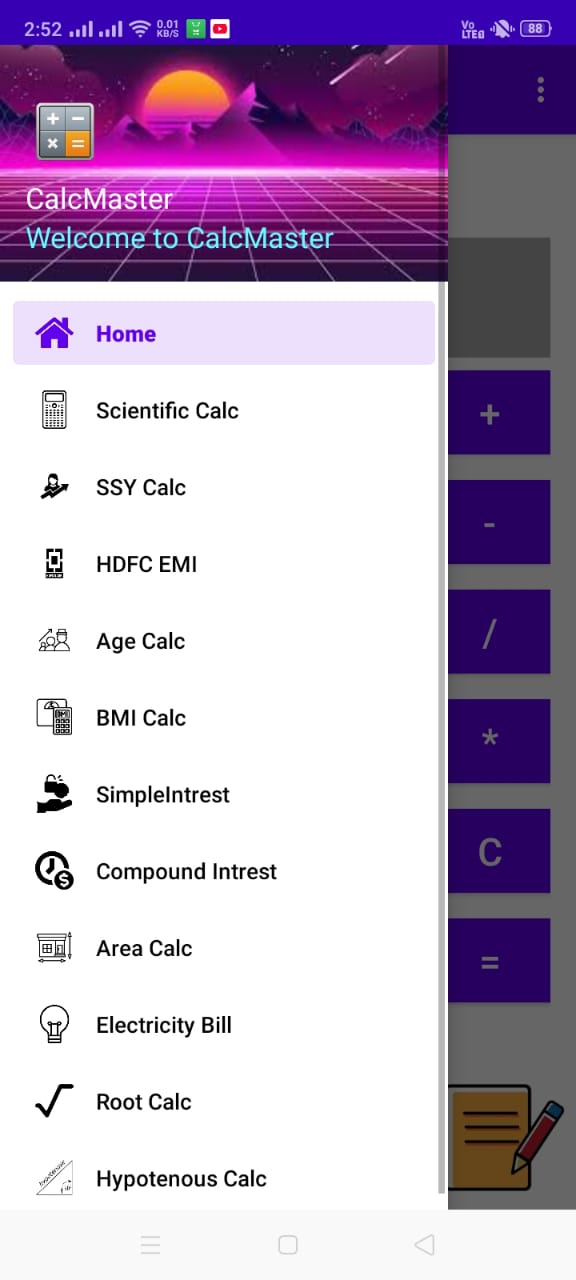 2:52
0.01
KB/S
Vo
LTE
88
CalcMaster
Welcome to CalcMaster
Home
Scientific Calc
SSY Calc
HDFC EMI
Age Calc
BMI Calc
SimpleIntrest
Compound Intrest
Area Calc
Electricity Bill
Root Calc
Hypotenous Calc
+
-
/
*
C
=